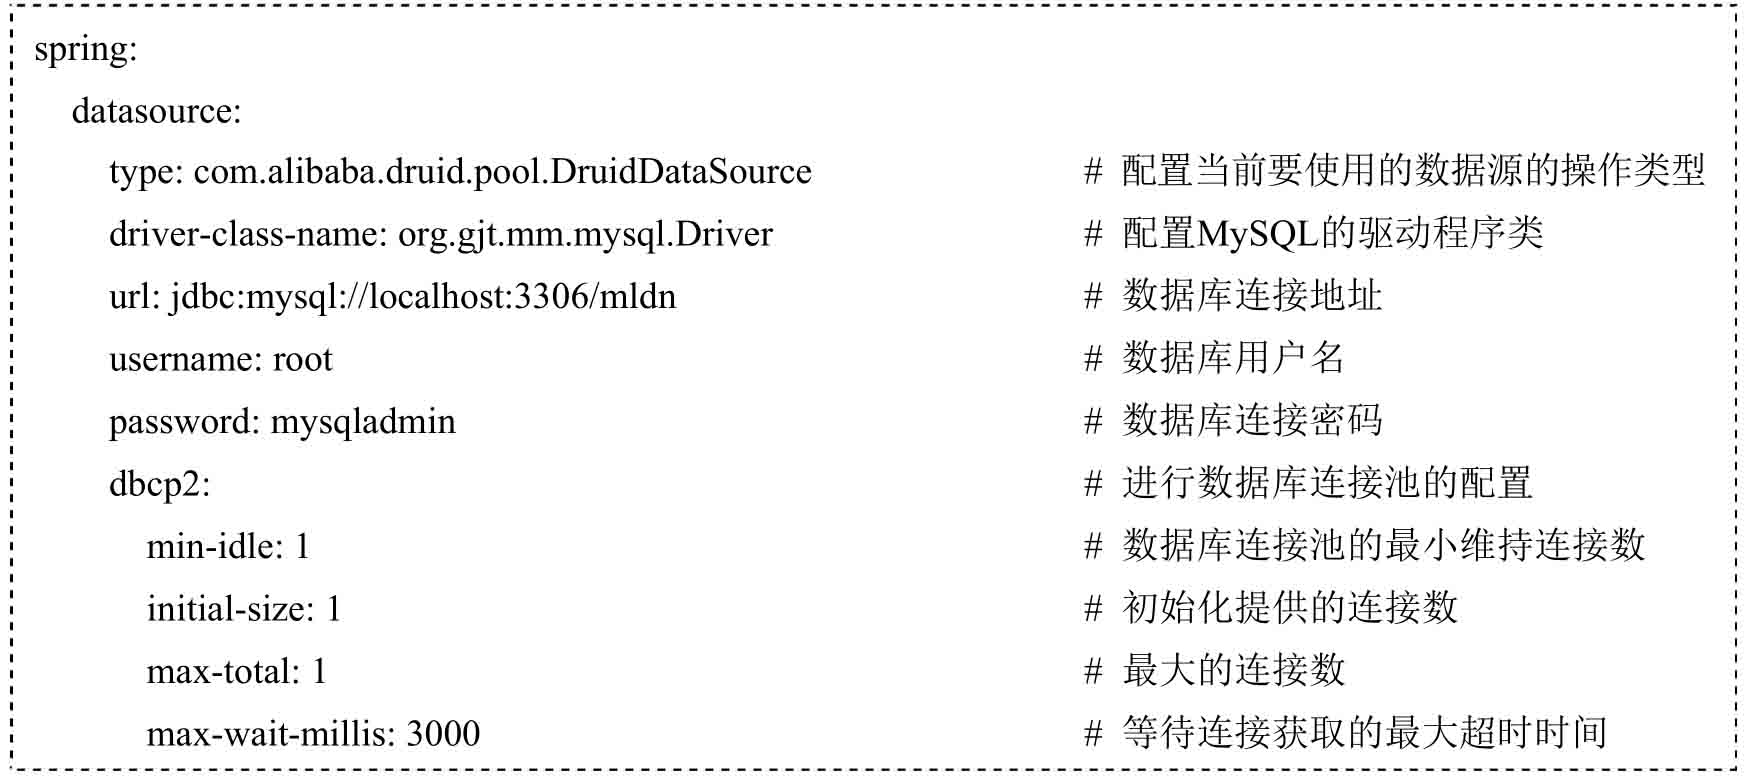 spring:
datasource:
type: com.alibaba.druid.pool.DruidDataSource # 配置当前要使用的数据源的操作类型
driver-class-name: org.gjt.mm.mysql.Driver # 配置MySQL的驱动程序类
url: jdbc:mysql://localhost:3306/mldn # 数据库连接地址
username: root # 数据库用户名
password: mysqladmin # 数据库连接密码
dbcp2: # 进行数据库连接池的配置
min-idle: 1 # 数据库连接池的最小维持连接数
initial-size: 1 # 初始化提供的连接数
max-total: 1 # 最大的连接数
max-wait-millis: 3000 # 等待连接获取的最大超时时间